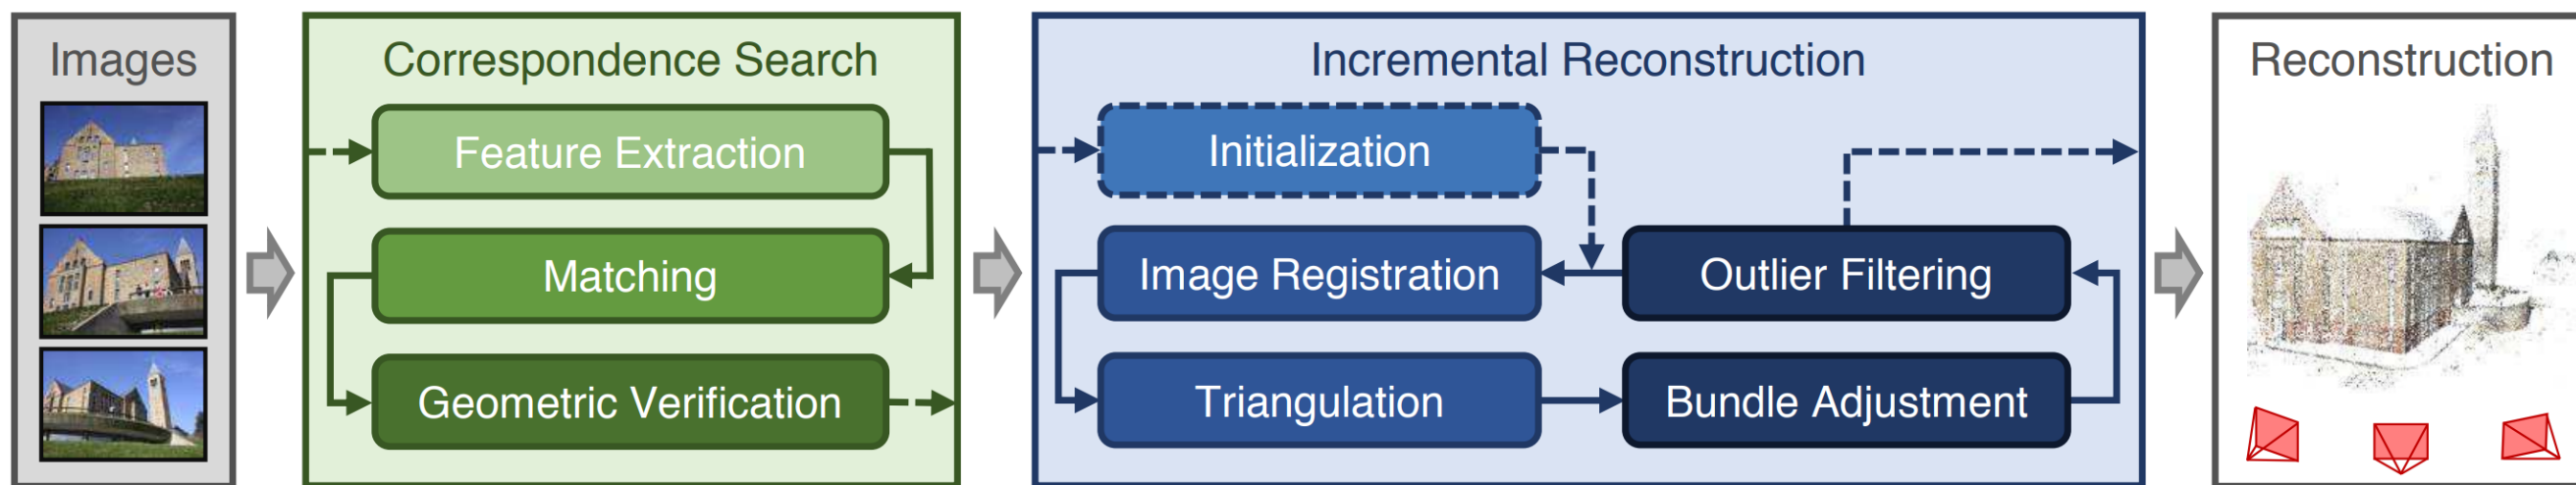 Images
Correspondence Search
Feature Extraction
Matching
Geometric Verification
Incremental Reconstruction
Initialization
Image Registration
Triangulation
Outlier Filtering
Bundle Adjustment
Reconstruction